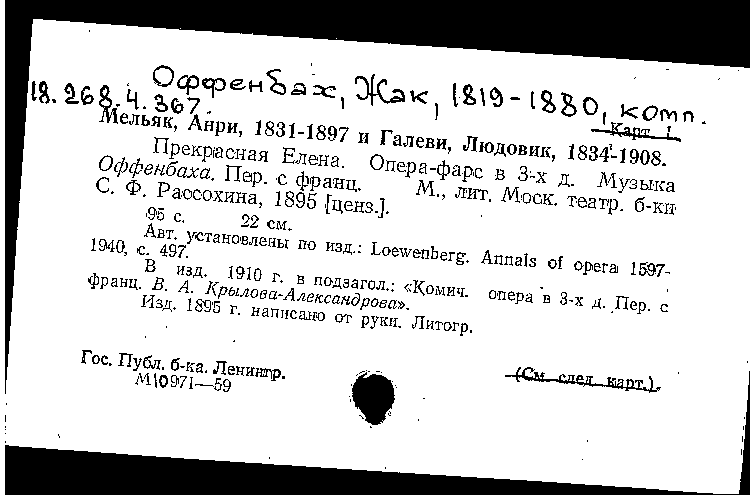 Оффенбах, Жак, 1819-1880, комп.
18.268.4.367.
Карт. 1.
Мельяк, Анри, 1831-1897 и Галеви, Людовик, 1834-1908.
Прекрасная Елена. Опера-фарс в 3-х д. Музыка
Оффенбаха. Пер. с франц. М., лит. Моск. театр. б-ки
С. Ф. Рассохина, 1895 [ценз.].
95 с. 22 см.
Авт. установлены по изд.: Loewenberg. Annals of opera 1597-
1940, с. 497.
В изд. 1910 г. в подзагол.: «Комич. опера в 3-х д. Пер. с
франц. В. А. Крылова-Александрова».
Изд. 1895 г. написано от руки. Литогр.
Гос. Публ. б-ка. Ленингр.
М\0971—59
(См. след. карт.).